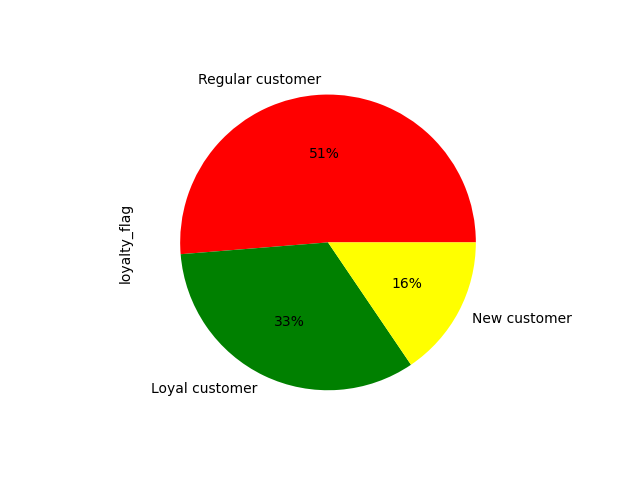 Regular customer
51%
loyalty_flag
16%
New customer
33%
Loyal customer